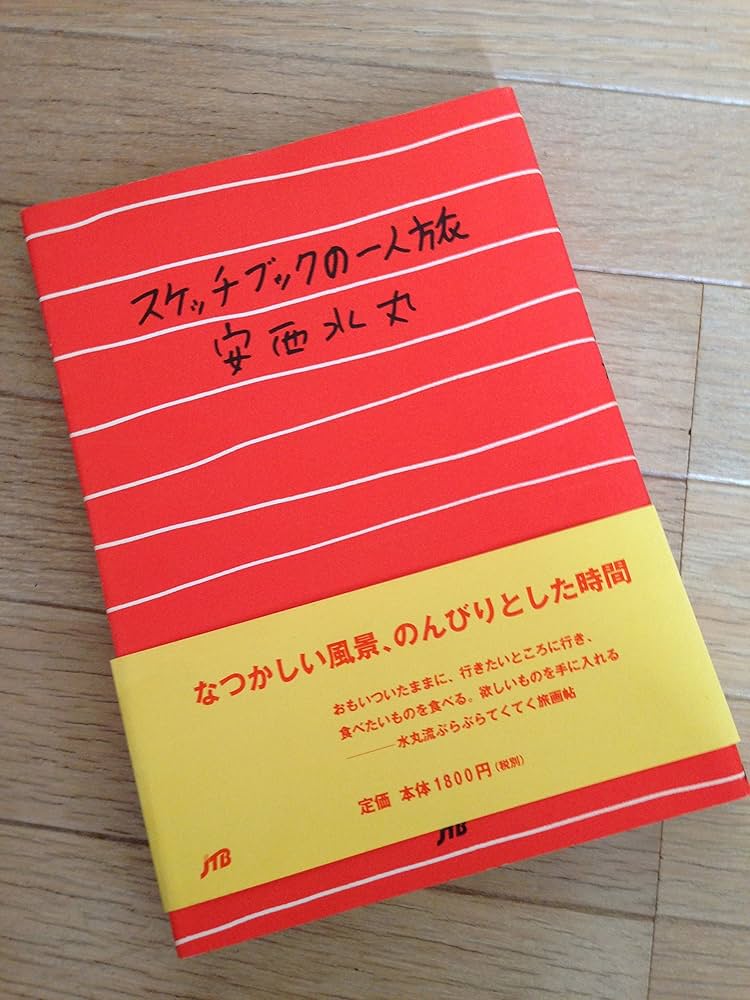 スケッチブックの一人旅
安西水丸
なつかしい風景、のんびりとした時間
おもいついたままに、行きたいところに行き、
食べたいものを食べる。欲しいものを手に入れる
———水丸流ぶらぶらてくてく旅画帖
定価 本体1800円(税別)
JTB
JTB